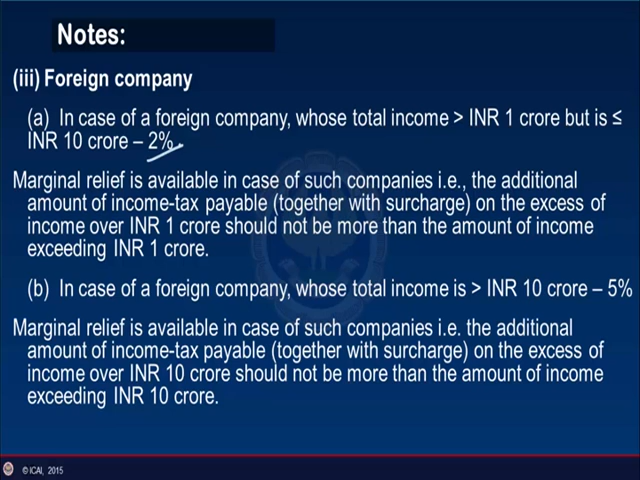 Notes:
(iii) Foreign company
(a) In case of a foreign company, whose total income > INR 1 crore but is ≤
INR 10 crore – 2%
Marginal relief is available in case of such companies i.e., the additional
amount of income-tax payable (together with surcharge) on the excess of
income over INR 1 crore should not be more than the amount of income
exceeding INR 1 crore.
(b) In case of a foreign company, whose total income is > INR 10 crore – 5%
Marginal relief is available in case of such companies i.e. the additional
amount of income-tax payable (together with surcharge) on the excess of
income over INR 10 crore should not be more than the amount of income
exceeding INR 10 crore.
© ICAI, 2015